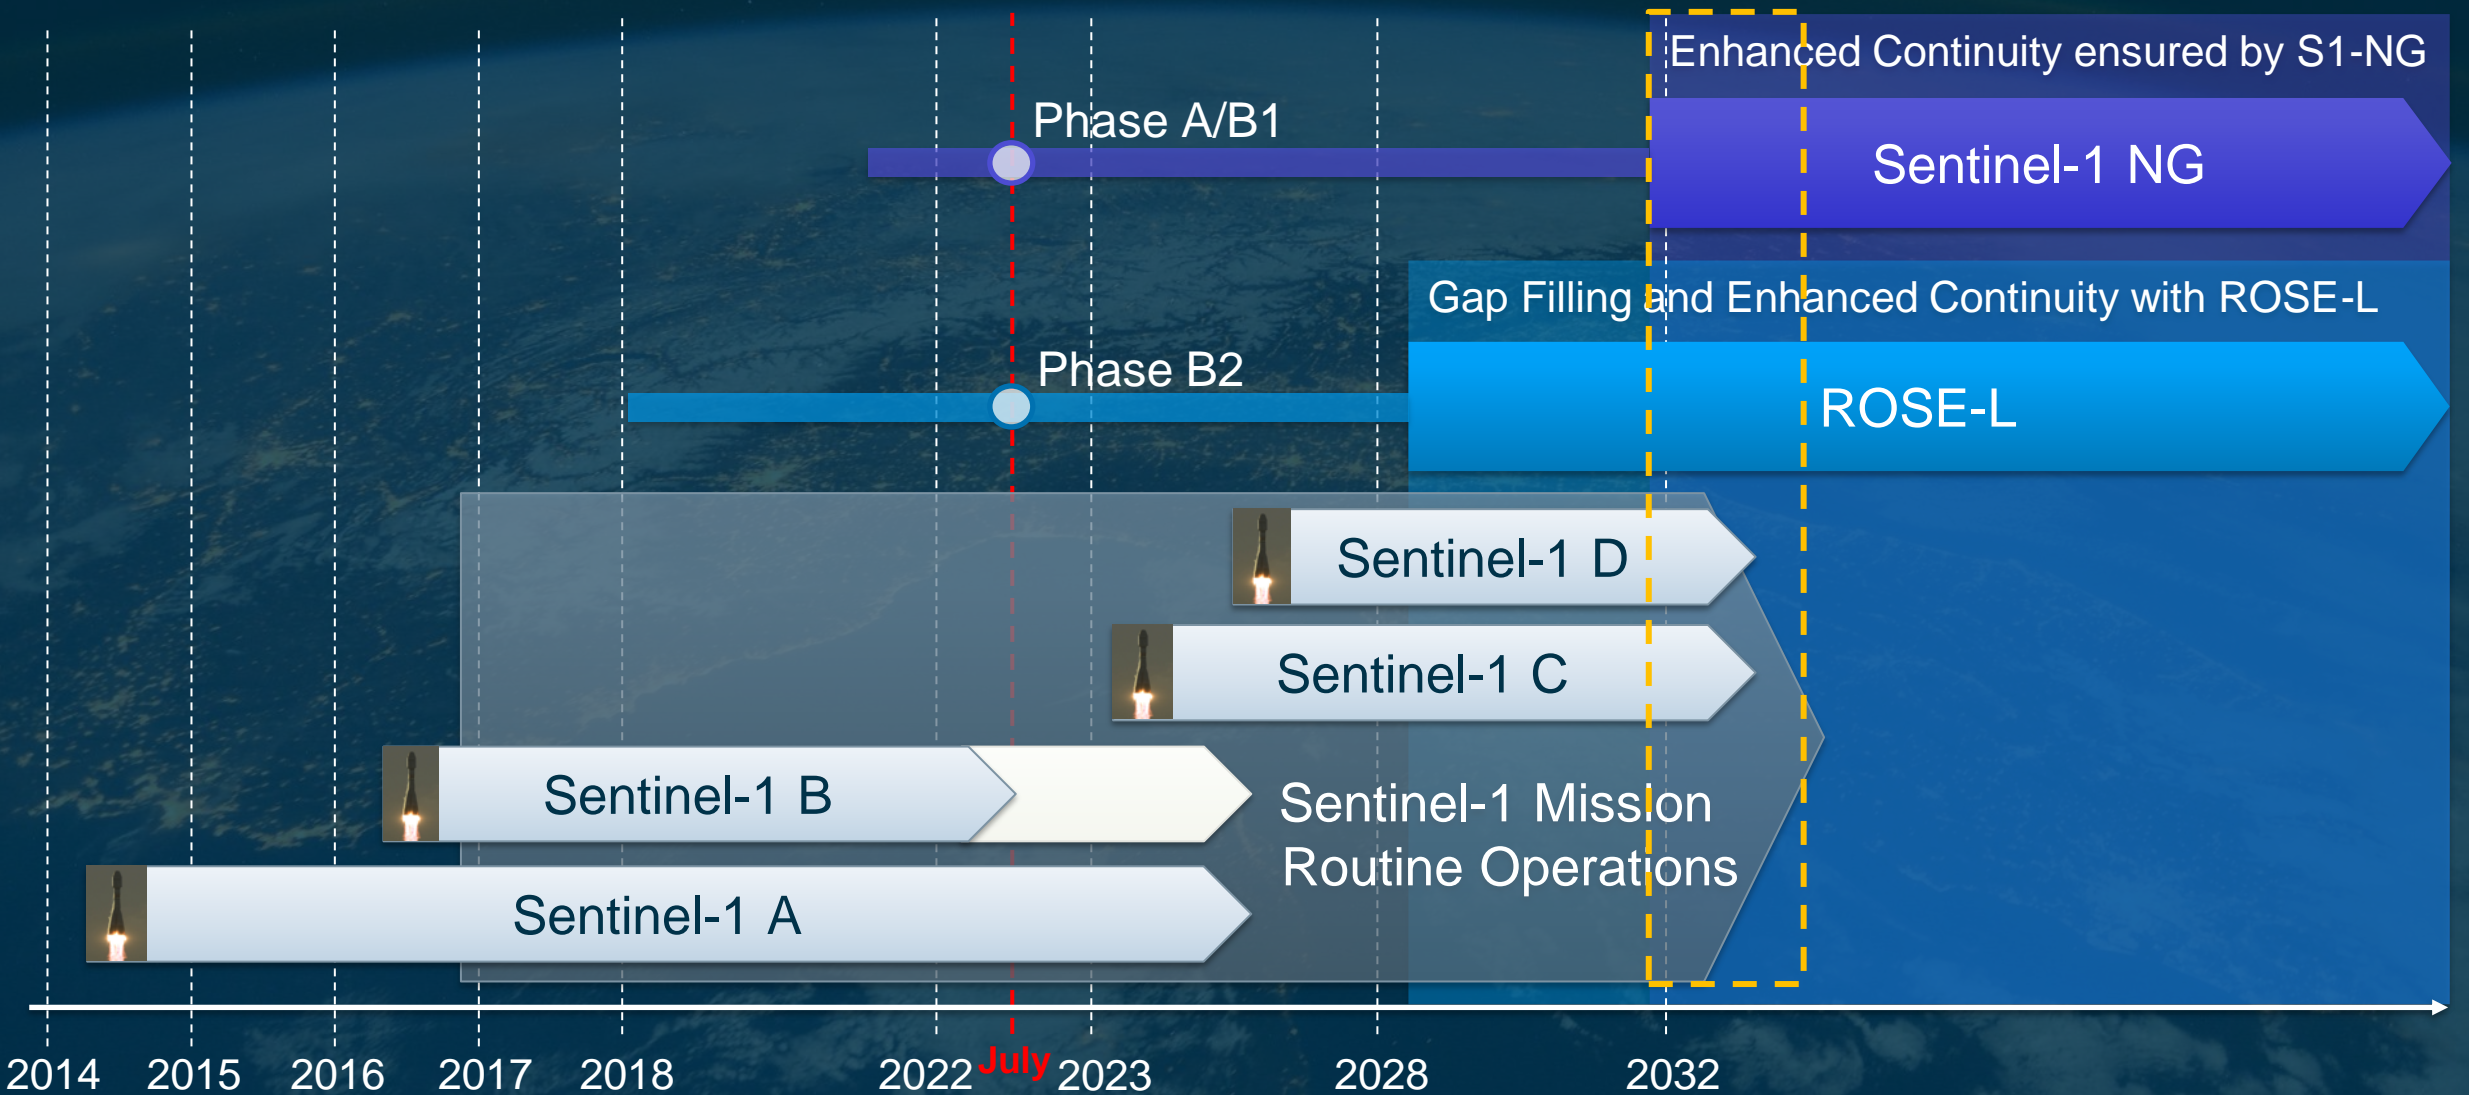 Enhanced Continuity ensured by S1-NG
Phase A/B1
Sentinel-1 NG
Gap Filling and Enhanced Continuity with ROSE-L
Phase B2
ROSE-L
Sentinel-1 D
Sentinel-1 C
Sentinel-1 B
Sentinel-1 Mission
Routine Operations
Sentinel-1 A
2014 2015 2016 2017 2018 2022 July 2023 2028 2032